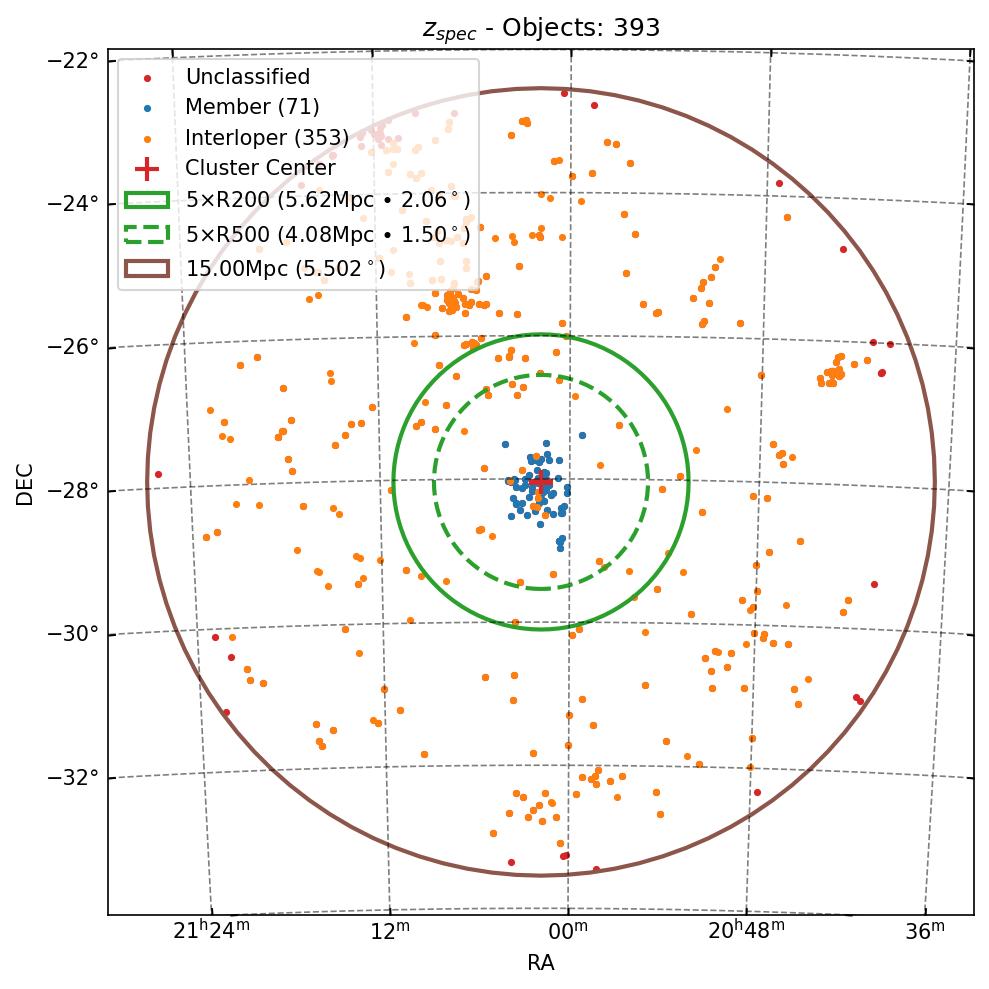 z_spec - Objects: 393
Unclassified
Member (71)
Interloper (353)
Cluster Center
5×R200 (5.62Mpc • 2.06°)
5×R500 (4.08Mpc • 1.50°)
15.00Mpc (5.502°)
−22°
−24°
−26°
−28°
−30°
−32°
DEC
21h24m 12m 00m 20h48m 36m
RA